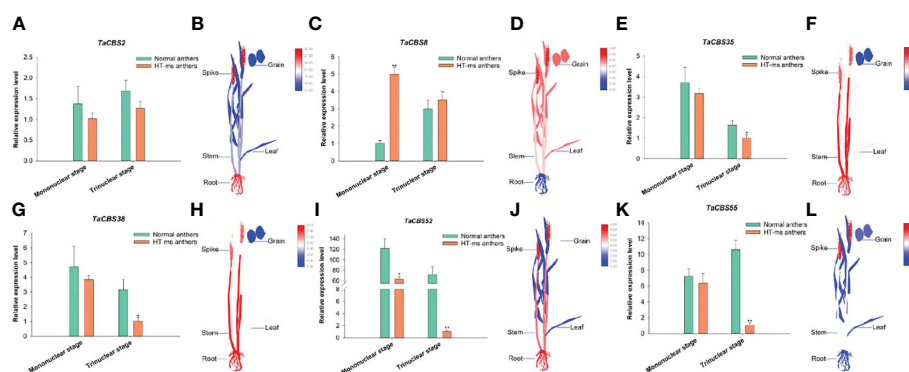 A
TaCBS2
Relative expression level
2.5
2.0
1.5
1.0
0.5
0.0
Normal anthers
HT-ms anthers
Mononuclear stage
Trinuclear stage
B
Spike
Grain
Leaf
Stem
Root
C
TaCBS8
Relative expression level
8
6
4
2
0
Normal anthers
HT-ms anthers
**
Mononuclear stage
Trinuclear stage
D
Spike
Grain
Leaf
Stem
Root
E
TaCBS35
Relative expression level
6
5
4
3
2
1
0
Normal anthers
HT-ms anthers
*
Mononuclear stage
Trinuclear stage
F
Spike
Grain
Leaf
Stem
Root
G
TaCBS38
Relative expression level
7
6
5
4
3
2
1
0
Normal anthers
HT-ms anthers
*
Mononuclear stage
Trinuclear stage
H
Spike
Grain
Leaf
Stem
Root
I
TaCBS52
Relative expression level
140
120
100
80
60
8
6
4
2
0
Normal anthers
HT-ms anthers
*
**
Mononuclear stage
Trinuclear stage
J
Spike
Grain
Leaf
Stem
Root
K
TaCBS55
Relative expression level
14
12
10
8
6
4
2
0
Normal anthers
HT-ms anthers
**
Mononuclear stage
Trinuclear stage
L
Spike
Grain
Leaf
Stem
Root